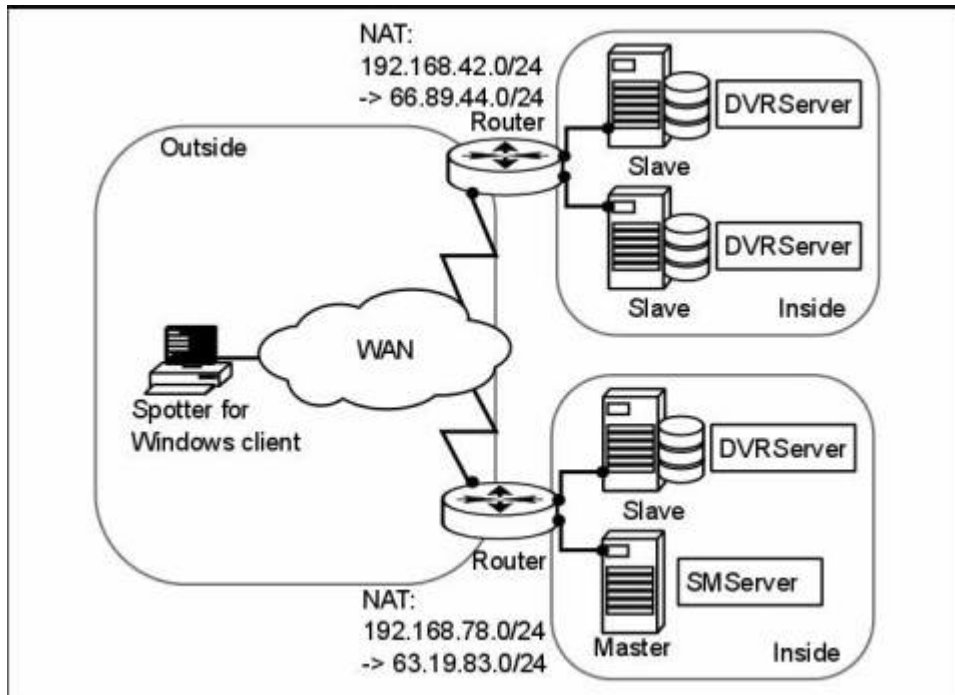 NAT:
192.168.42.0/24
-> 66.89.44.0/24
Router
Outside
DVRServer
Slave
DVRServer
Slave
Inside
WAN
Spotter for
Windows client
DVRServer
Slave
Router
SMServer
Master
Inside
NAT:
192.168.78.0/24
-> 63.19.83.0/24